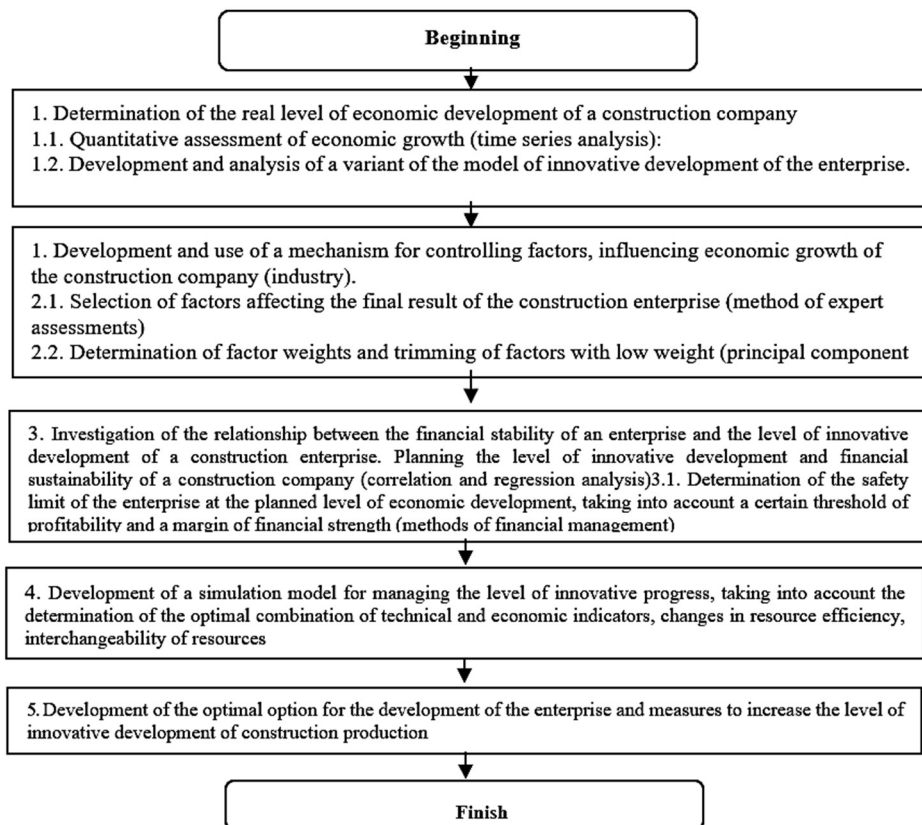 Beginning
1. Determination of the real level of economic development of a construction company
1.1. Quantitative assessment of economic growth (time series analysis):
1.2. Development and analysis of a variant of the model of innovative development of the enterprise.
1. Development and use of a mechanism for controlling factors, influencing economic growth of
the construction company (industry).
2.1. Selection of factors affecting the final result of the construction enterprise (method of expert
assessments)
2.2. Determination of factor weights and trimming of factors with low weight (principal component
3. Investigation of the relationship between the financial stability of an enterprise and the level of innovative
development of a construction enterprise. Planning the level of innovative development and financial
sustainability of a construction company (correlation and regression analysis)3.1. Determination of the safety
limit of the enterprise at the planned level of economic development, taking into account a certain threshold of
profitability and a margin of financial strength (methods of financial management)
4. Development of a simulation model for managing the level of innovative progress, taking into account the
determination of the optimal combination of technical and economic indicators, changes in resource efficiency,
interchangeability of resources
5. Development of the optimal option for the development of the enterprise and measures to increase the level of
innovative development of construction production
Finish